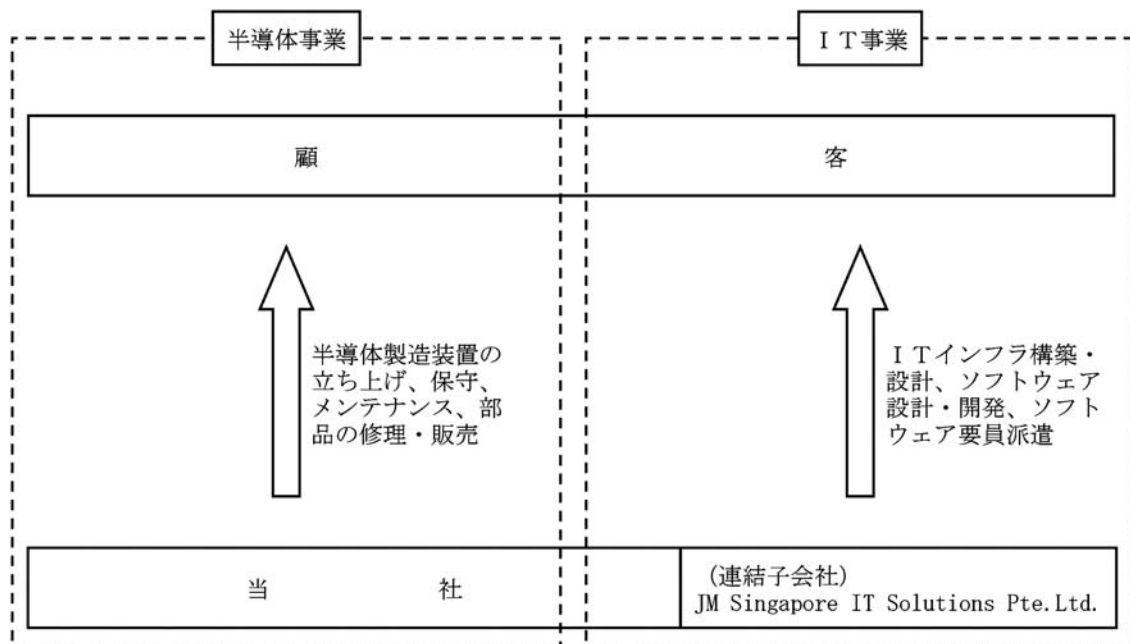 半導体事業
ＩＴ事業
顧客
半導体製造装置の
立ち上げ、保守、
メンテナンス、部
品の修理・販売
ＩＴインフラ構築・
設計、ソフトウェア
設計・開発、ソフト
ウェア要員派遣
当社
(連結子会社)
JM Singapore IT Solutions Pte.Ltd.